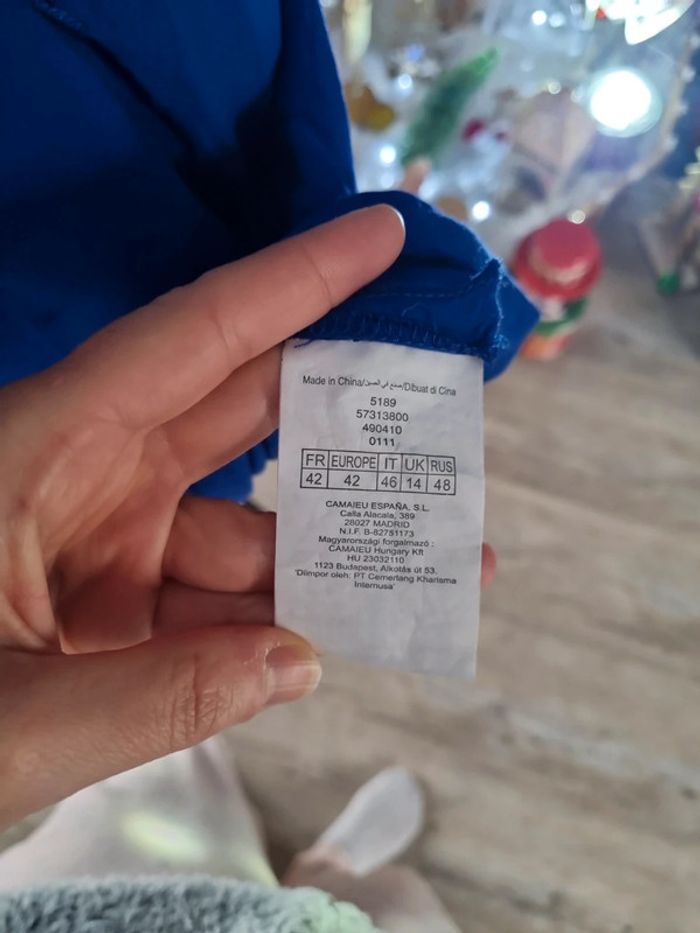 Made in China/صنع في الصين/Dibuat di Cina
5189
57313800
490410
0111
FR EUROPE IT UK RUS
42 42 46 14 48
CAMAIEU ESPAÑA, S.L.
Calla Alacala, 389
28027 MADRID
N.I.F. B-82751173
Magyarországi forgalmazó :
CAMAIEU Hungary Kft
HU 23032110
1123 Budapest, Alkotás út 53.
'Diimpor oleh: PT Cemerlang Kharisma
Internusa'